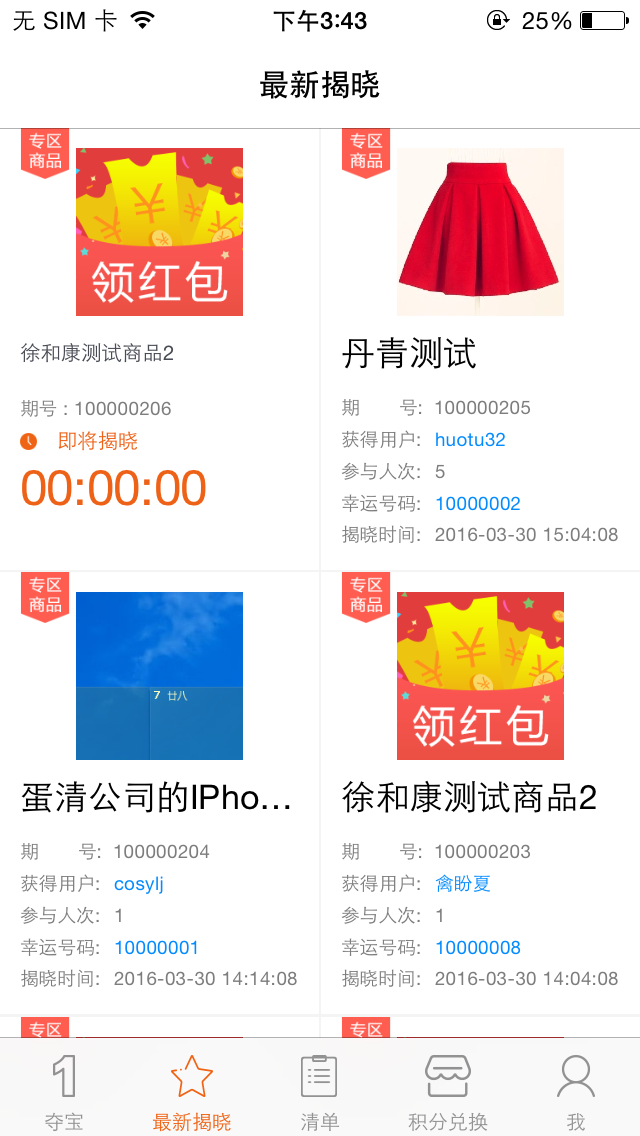 无 SIM 卡 下午3:43 25%
最新揭晓
专区
商品
领红包
徐和康测试商品2
期号 : 100000206
即将揭晓
00:00:00
专区
商品
丹青测试
期 号: 100000205
获得用户: huotu32
参与人次: 5
幸运号码: 10000002
揭晓时间: 2016-03-30 15:04:08
专区
商品
7 廿八
蛋清公司的IPho...
期 号: 100000204
获得用户: cosylj
参与人次: 1
幸运号码: 10000001
揭晓时间: 2016-03-30 14:14:08
专区
商品
领红包
徐和康测试商品2
期 号: 100000203
获得用户: 禽盼夏
参与人次: 1
幸运号码: 10000008
揭晓时间: 2016-03-30 14:04:08
专区
专区
1
夺宝 最新揭晓 清单 积分兑换 我